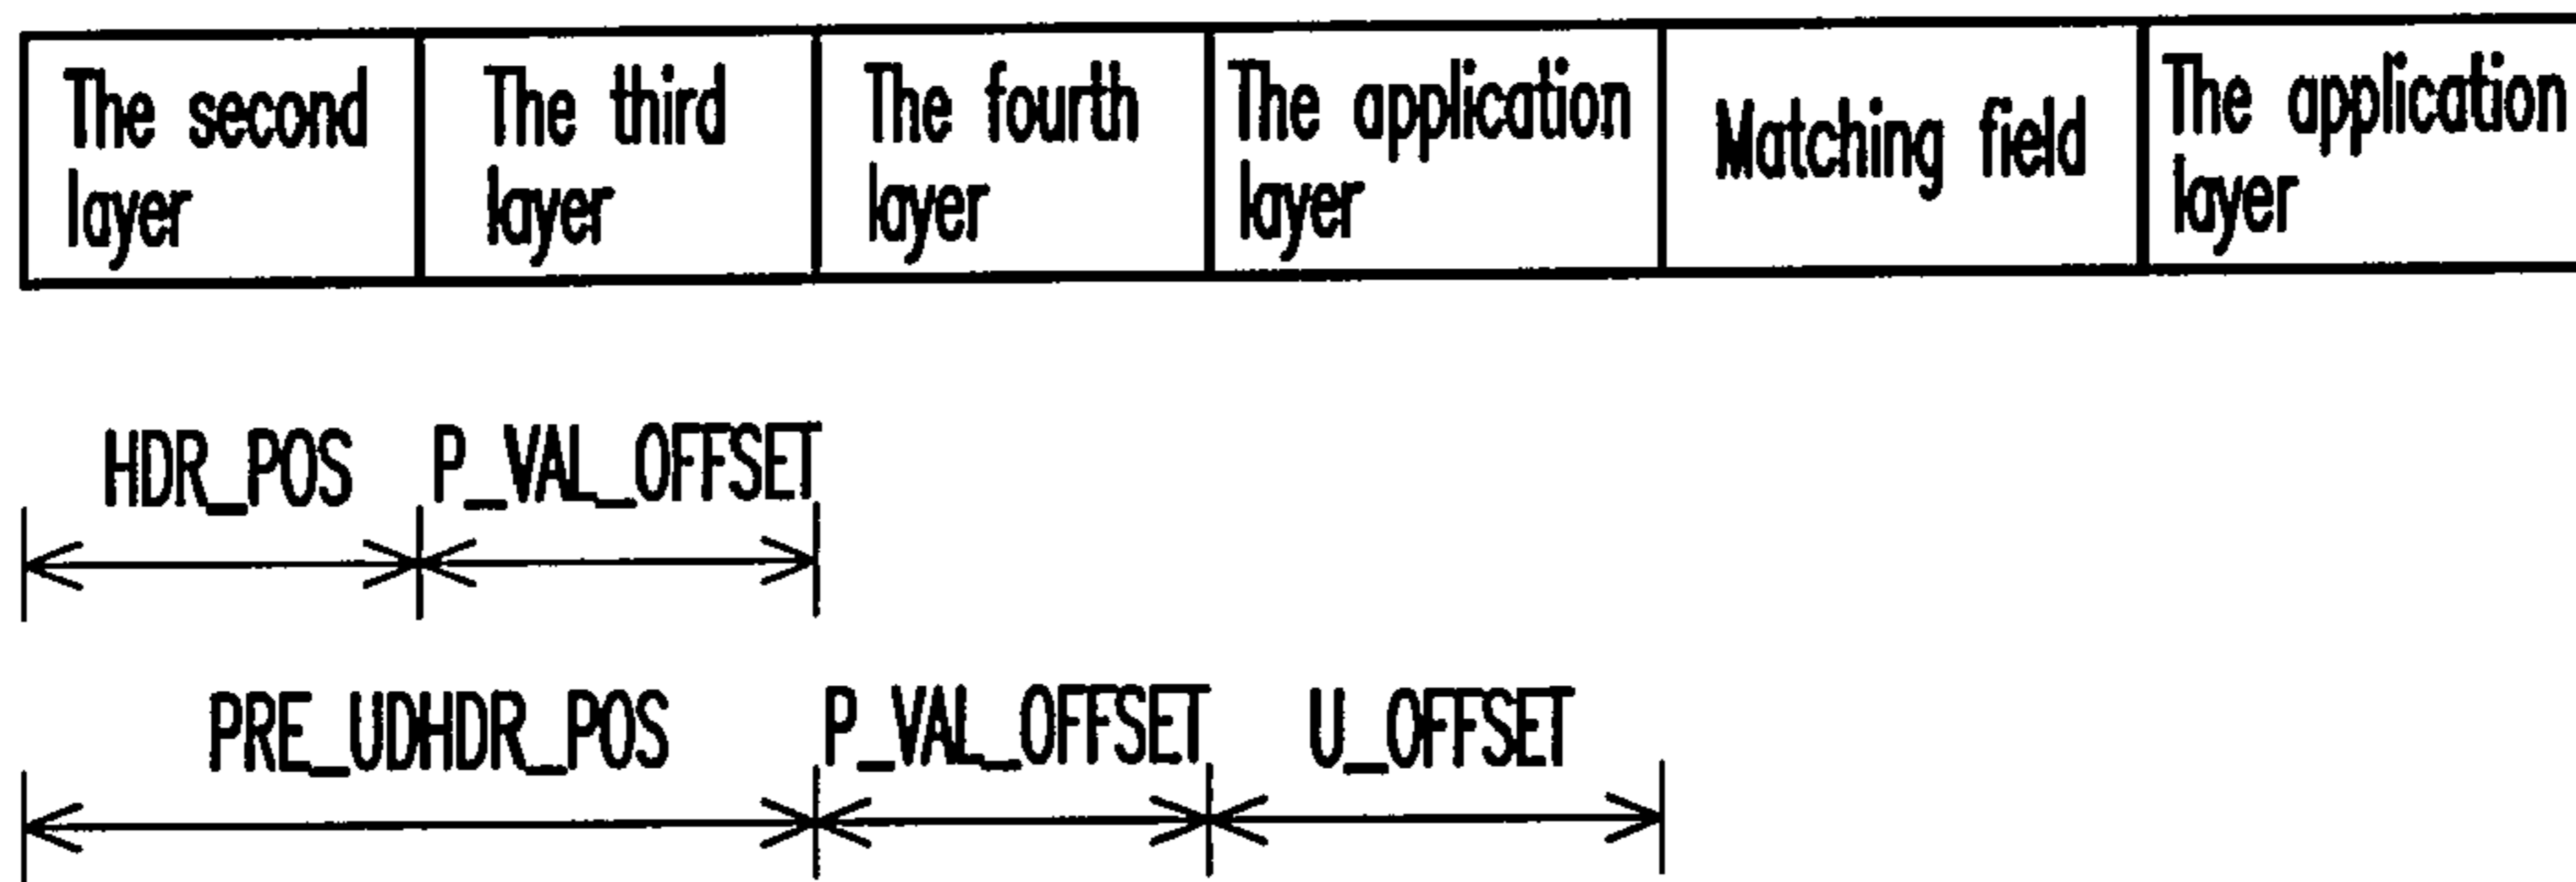 The second
layer
The third
layer
The fourth
layer
The application
layer
Matching field
The application
layer
HDR_POS
P_VAL_OFFSET
PRE_UDHDR_POS
P_VAL_OFFSET
U_OFFSET